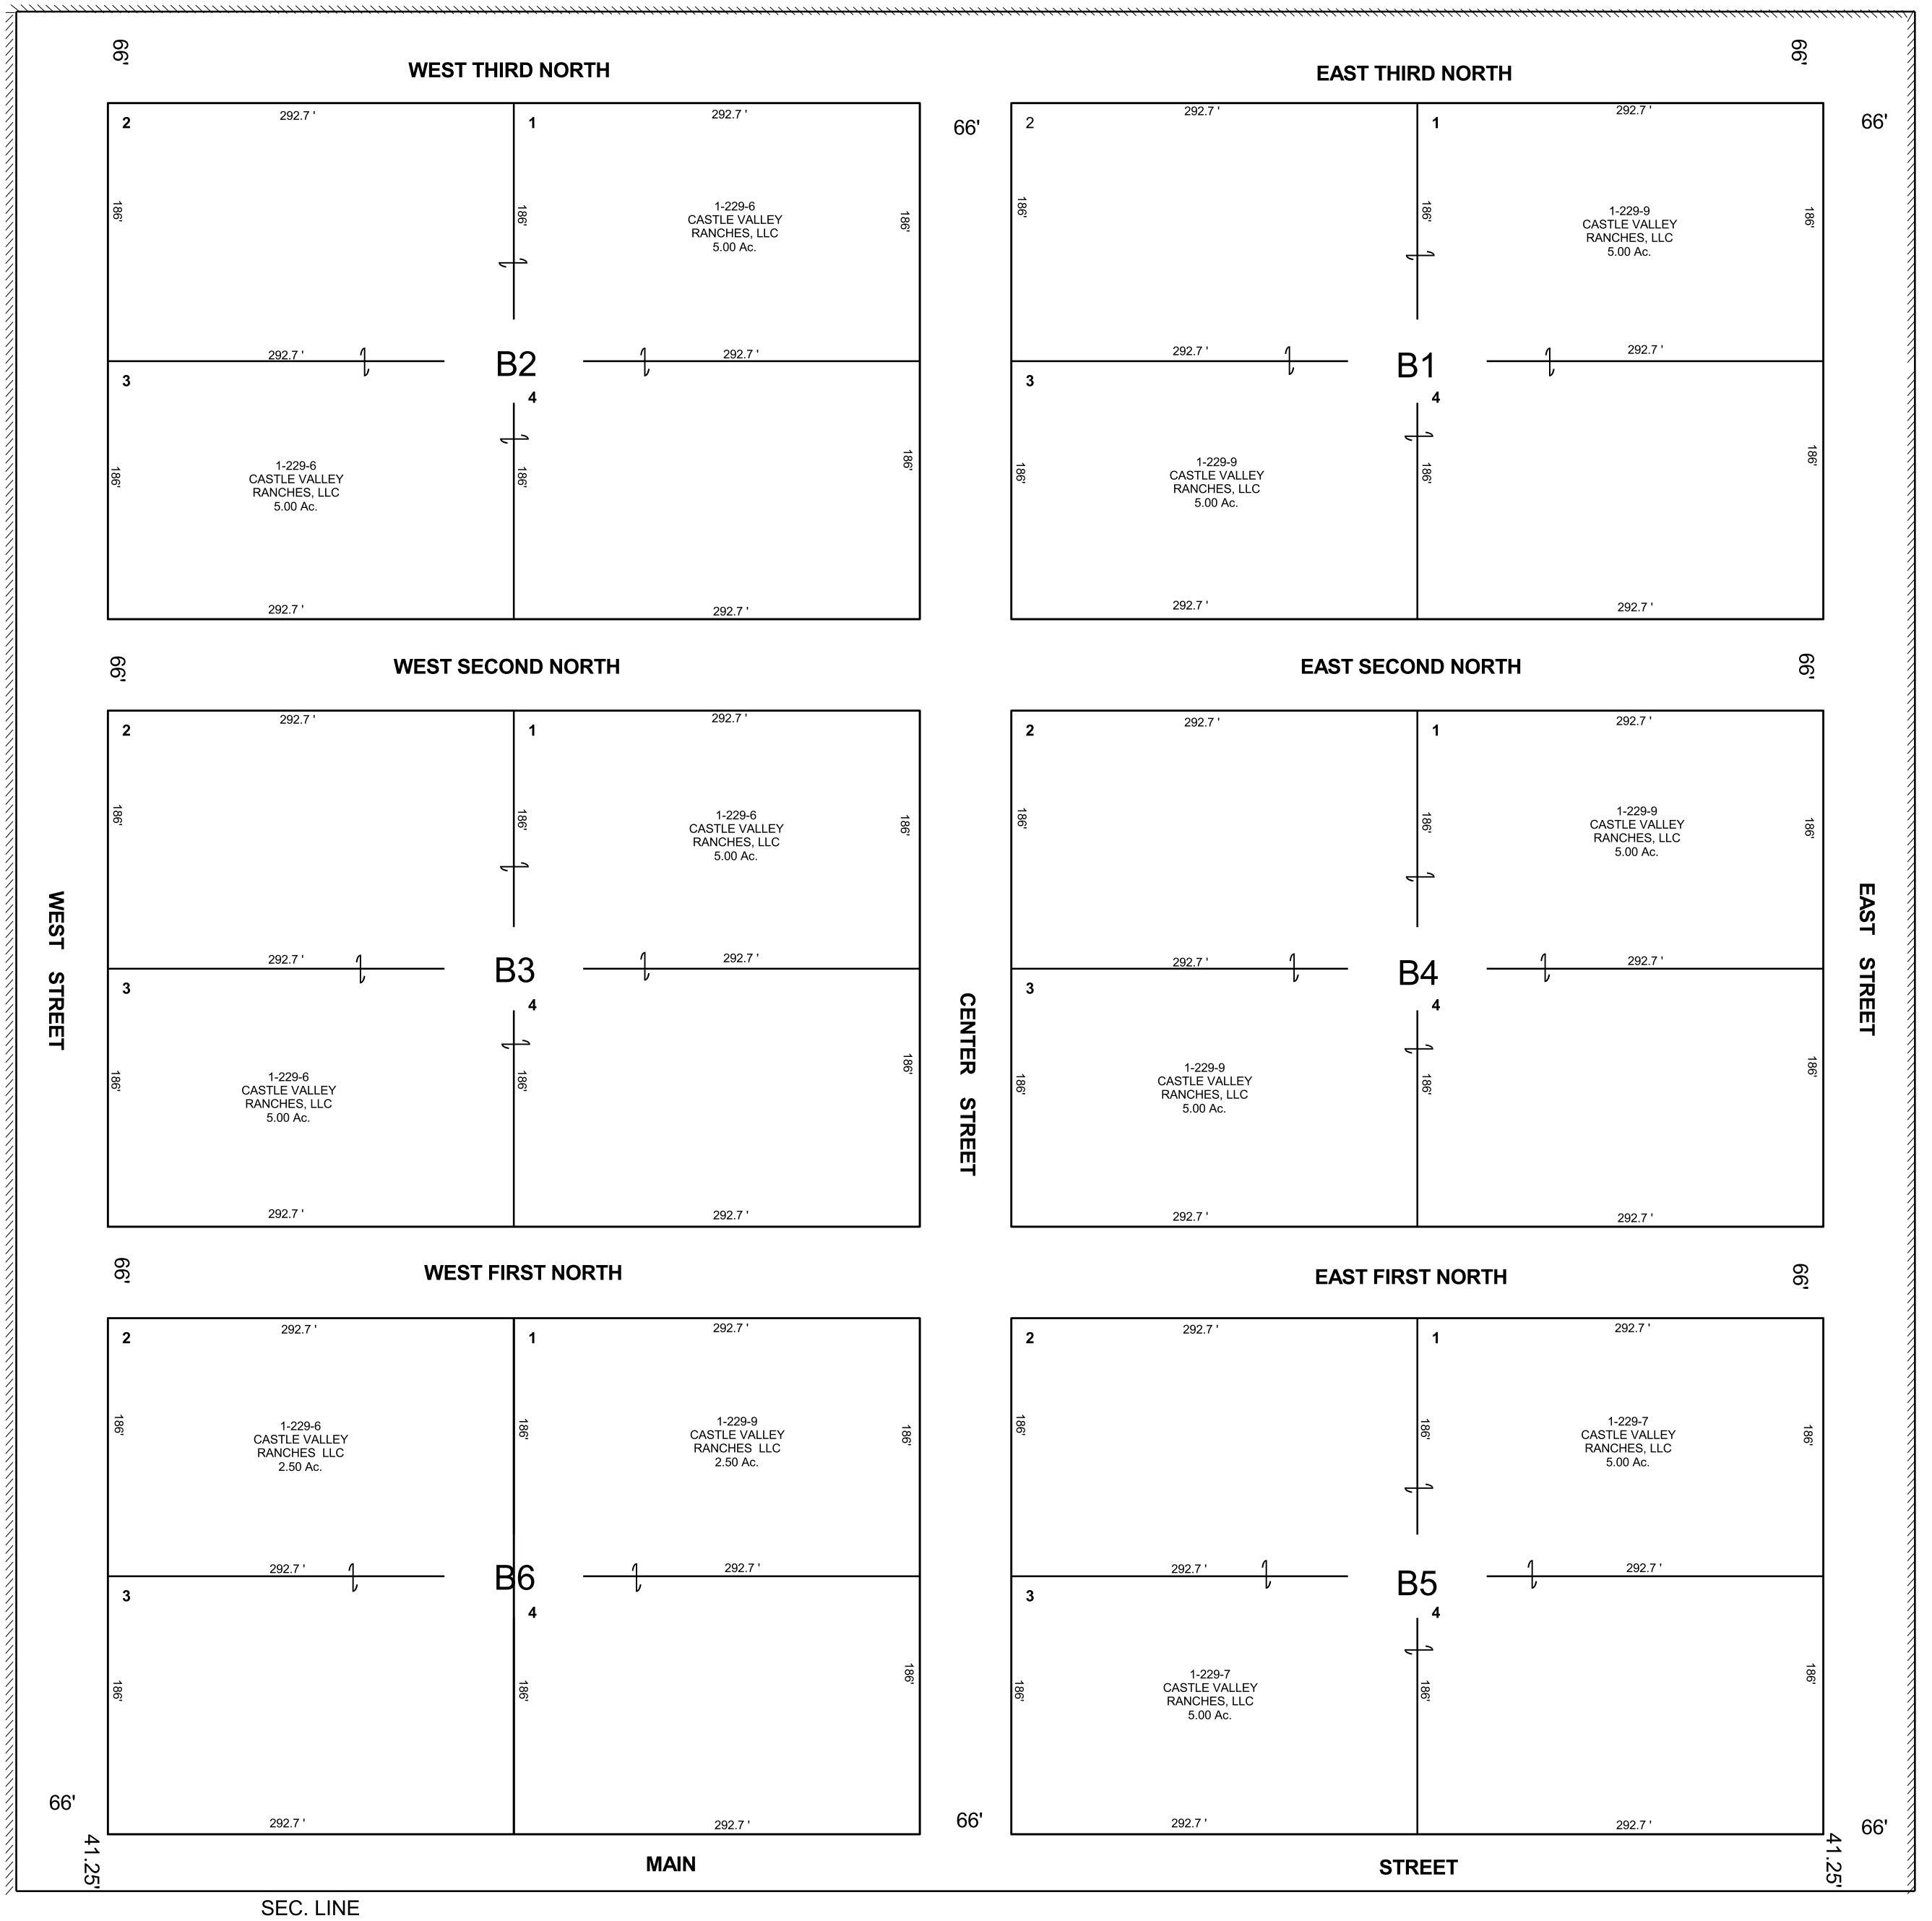 66'
WEST THIRD NORTH
EAST THIRD NORTH
66'
2
292.7 '
1
292.7 '
186'
186'
186'
1-229-6
CASTLE VALLEY
RANCHES, LLC
5.00 Ac.
292.7 '
B2
292.7 '
3
4
186'
186'
186'
1-229-6
CASTLE VALLEY
RANCHES, LLC
5.00 Ac.
292.7 '
292.7 '
66'
2
292.7 '
1
292.7 '
66'
186'
186'
186'
1-229-9
CASTLE VALLEY
RANCHES, LLC
5.00 Ac.
292.7 '
B1
292.7 '
3
4
186'
186'
186'
1-229-9
CASTLE VALLEY
RANCHES, LLC
5.00 Ac.
292.7 '
292.7 '
66'
WEST SECOND NORTH
EAST SECOND NORTH
66'
2
292.7 '
1
292.7 '
186'
186'
186'
1-229-6
CASTLE VALLEY
RANCHES, LLC
5.00 Ac.
292.7 '
B3
292.7 '
3
4
186'
186'
186'
1-229-6
CASTLE VALLEY
RANCHES, LLC
5.00 Ac.
292.7 '
292.7 '
WEST STREET
CENTER STREET
EAST STREET
2
292.7 '
1
292.7 '
186'
186'
186'
1-229-9
CASTLE VALLEY
RANCHES, LLC
5.00 Ac.
292.7 '
B4
292.7 '
3
4
186'
186'
186'
1-229-9
CASTLE VALLEY
RANCHES, LLC
5.00 Ac.
292.7 '
292.7 '
66'
WEST FIRST NORTH
EAST FIRST NORTH
66'
2
292.7 '
1
292.7 '
186'
186'
186'
1-229-6
CASTLE VALLEY
RANCHES LLC
2.50 Ac.
1-229-9
CASTLE VALLEY
RANCHES LLC
2.50 Ac.
292.7 '
B6
292.7 '
3
4
186'
186'
186'
292.7 '
292.7 '
2
292.7 '
1
292.7 '
186'
186'
186'
1-229-7
CASTLE VALLEY
RANCHES, LLC
5.00 Ac.
292.7 '
B5
292.7 '
3
4
186'
186'
186'
1-229-7
CASTLE VALLEY
RANCHES, LLC
5.00 Ac.
292.7 '
292.7 '
66'
66'
66'
41.25'
MAIN
STREET
41.25'
SEC. LINE